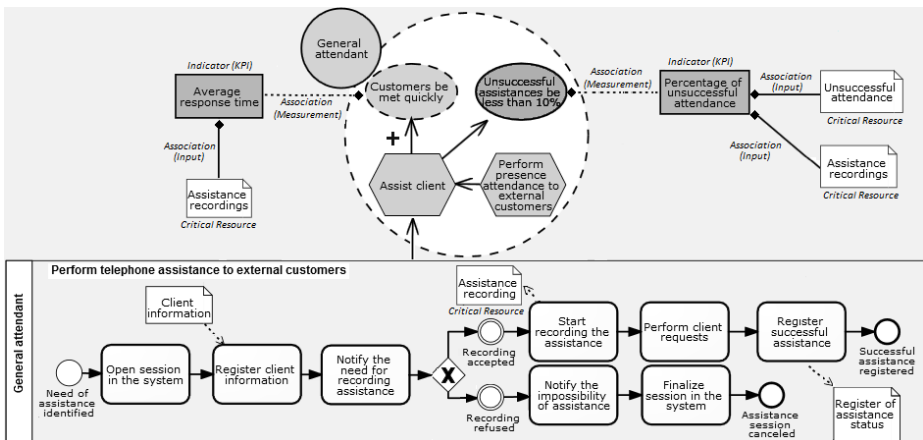 General
attendant
Indicator (KPI)
Average
response time
Association
(Measurement)
Customers be
met quickly
Unsuccessful
assistances be
less than 10%
Association
(Measurement)
Indicator (KPI)
Percentage of
unsuccessful
attendance
Association
(Input)
Unsuccessful
attendance
Critical Resource
Association
(Input)
Assistance
recordings
Critical Resource
Association
(Input)
Assistance
recordings
Critical Resource
+
Assist client
Perform
presence
attendance to
external
customers
General attendant
Perform telephone assistance to external customers
Client
information
Assistance
recording
Critical Resource
Need of
assistance
identified
Open session
in the system
Register client
information
Notify the
need for
recording
assistance
X
Recording
accepted
Start
recording the
assistance
Perform client
requests
Register
successful
assistance
Successful
assistance
registered
Recording
refused
Notify the
impossibility
of assistance
Finalize
session in the
system
Assistance
session
canceled
Register of
assistance
status